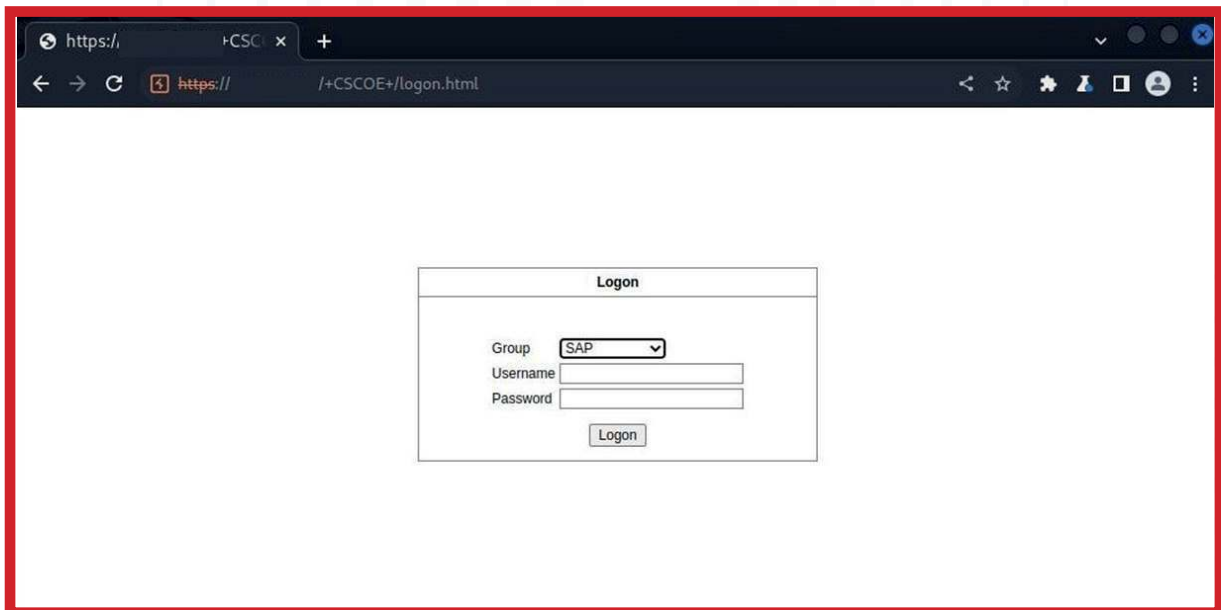 https:// +CSC
https:// /+CSCOE+/logon.html
Logon
Group SAP
Username
Password
Logon